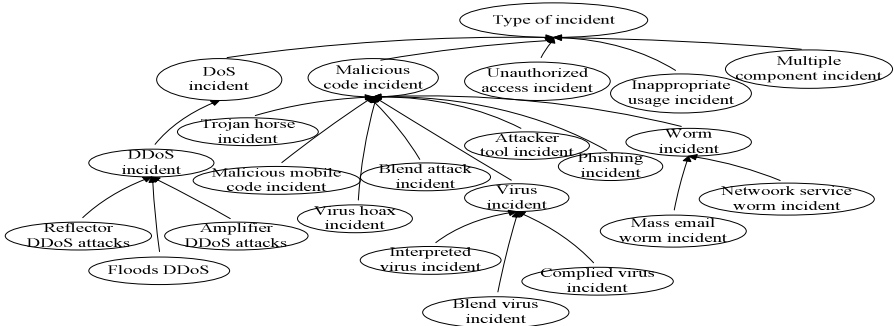 Type of incident
DoS
incident
Malicious
code incident
Unauthorized
access incident
Inappropriate
usage incident
Multiple
component incident
Trojan horse
incident
Attacker
tool incident
Worm
incident
DDoS
incident
Malicious mobile
code incident
Blend attack
incident
Phishing
incident
Virus
incident
Netwoork service
worm incident
Virus hoax
incident
Reflector
DDoS attacks
Amplifier
DDoS attacks
Mass email
worm incident
Floods DDoS
Interpreted
virus incident
Complied virus
incident
Blend virus
incident